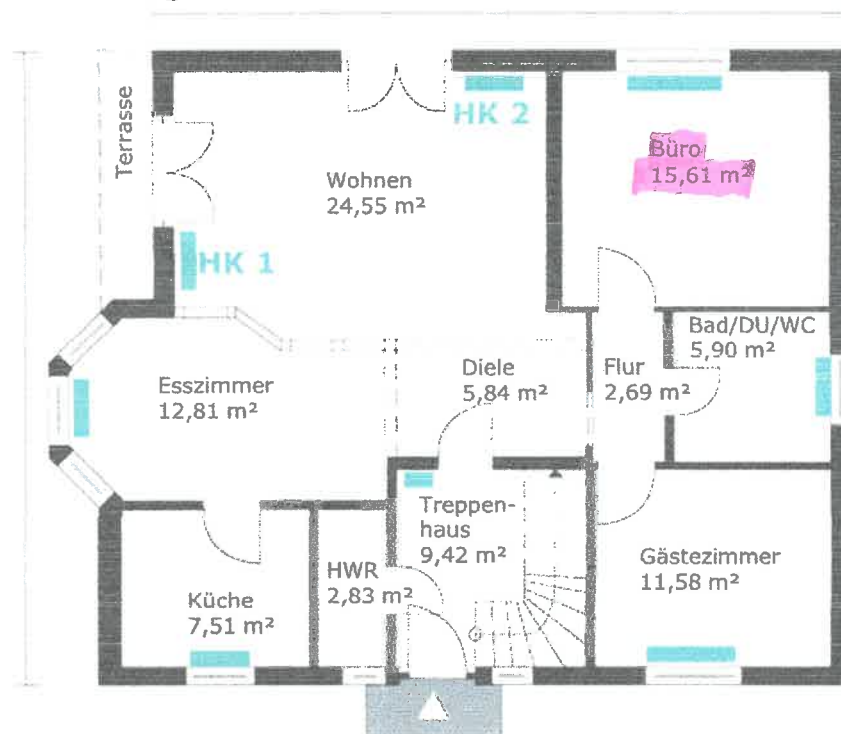 Terrasse
HK 2
Büro
15,61 m²
Wohnen
24,55 m²
HK 1
Bad/DU/WC
5,90 m²
Diele
5,84 m²
Flur
2,69 m²
Esszimmer
12,81 m²
Treppen-
haus
9,42 m²
Gästezimmer
11,58 m²
HWR
2,83 m²
Küche
7,51 m²